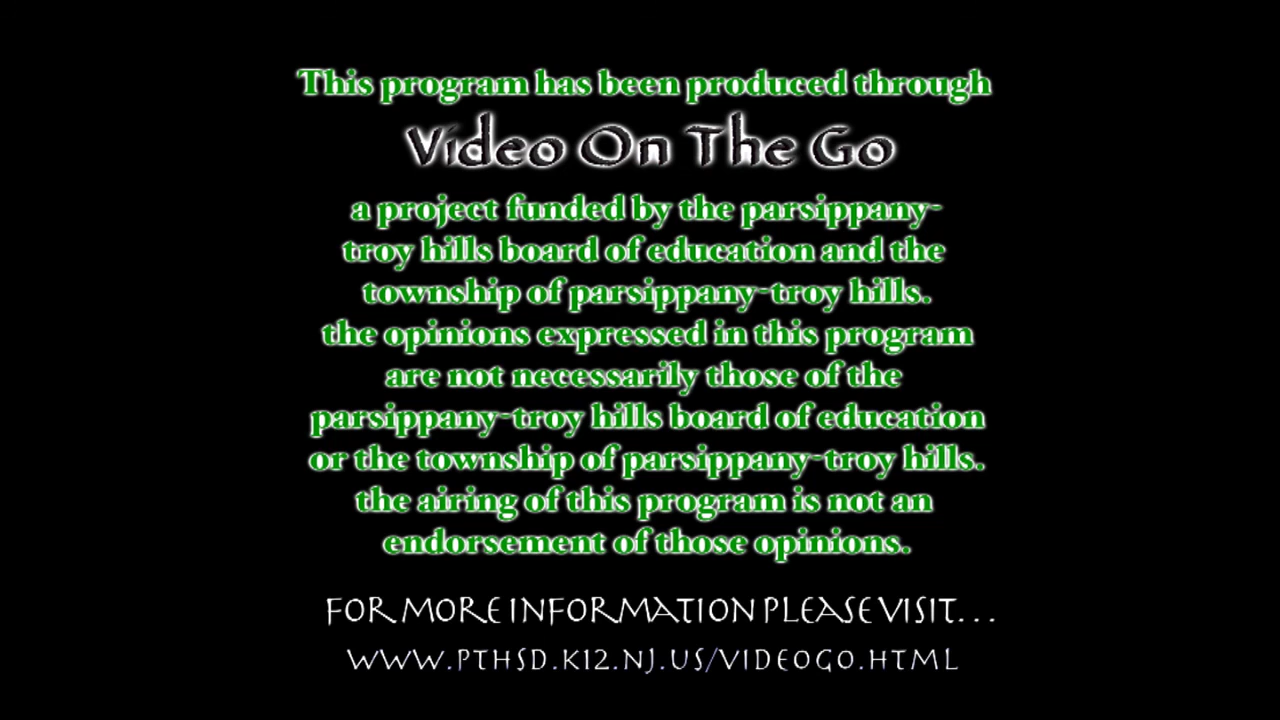 This program has been produced through
Video On The Go
a project funded by the parsippany-
troy hills board of education and the
township of parsippany-troy hills.
the opinions expressed in this program
are not necessarily those of the
parsippany-troy hills board of education
or the township of parsippany-troy hills.
the airing of this program is not an
endorsement of those opinions.
FOR MORE INFORMATION PLEASE VISIT...
WWW.PTHSD.K12.NJ.US/VIDEOGO.HTML